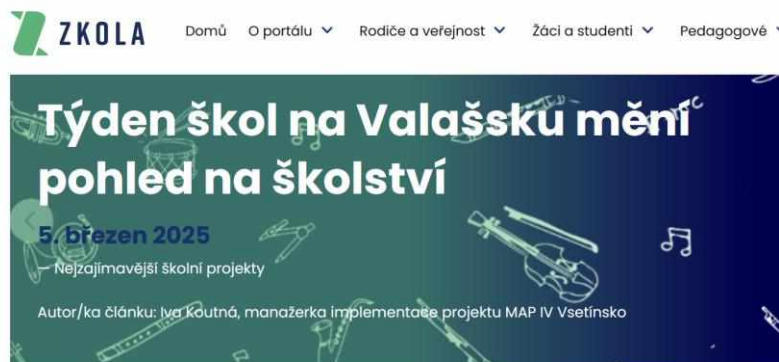 ZKOLA
Domů O portálu Rodiče a veřejnost Žáci a studenti Pedagogové
Týden škol na Valašsku mění
pohled na školství
5. březen 2025
— Nejzajímavější školní projekty
Autor/ka článku: Iva Koutná, manažerka implementace projektu MAP IV Vsetínsko